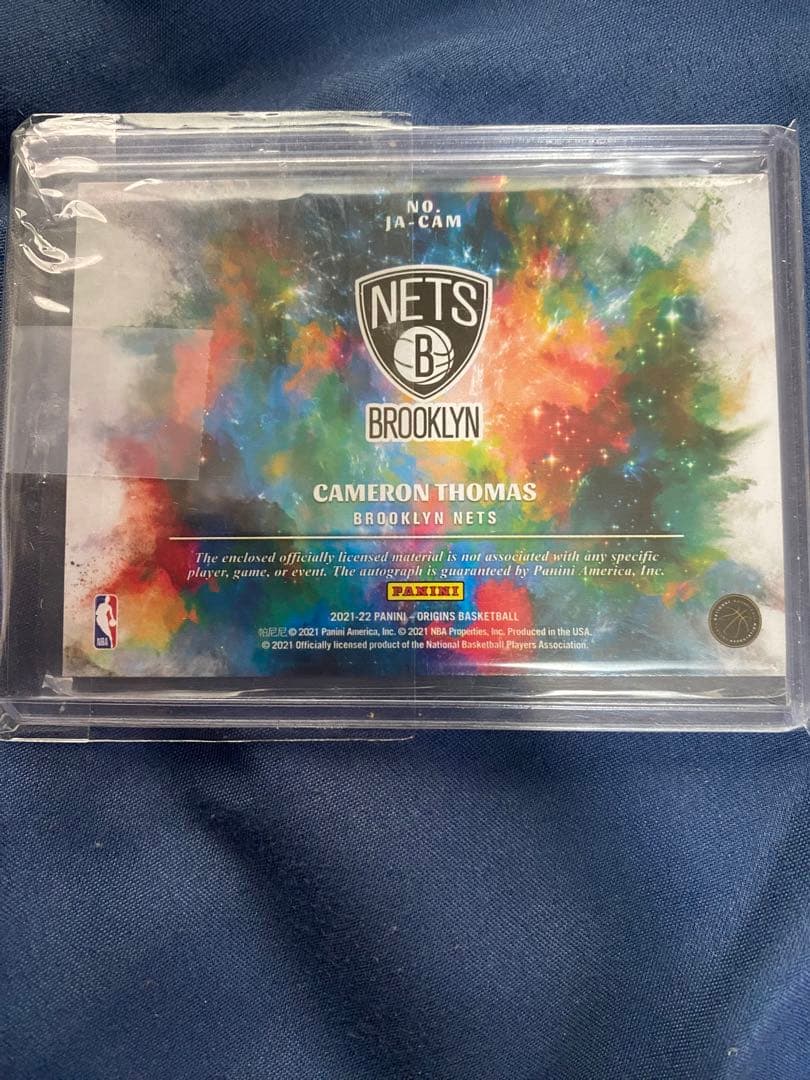 NO.
JA-CAM
NETS
B
BROOKLYN
CAMERON THOMAS
BROOKLYN NETS
The enclosed officially licensed material is not associated with any specific
player, game, or event. The autograph is guaranteed by Panini America, Inc.
PANINI
2021-22 PANINI – ORIGINS BASKETBALL
帕尼尼 © 2021 Panini America, Inc. © 2021 NBA Properties, Inc. Produced in the USA.
© 2021 Officially licensed product of the National Basketball Players Association.
NBA